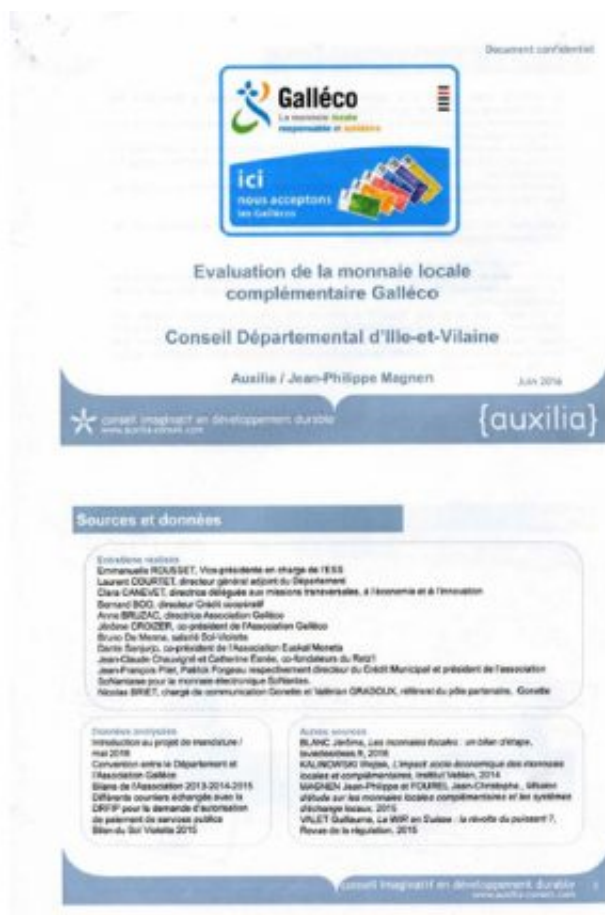 Document confidentiel
Galléco
La monnaie locale
responsable et solidaire
ici
nous acceptons
les Gallécos
Evaluation de la monnaie locale
complémentaire Galléco
Conseil Départemental d'Ille-et-Vilaine
Auxilia / Jean-Philippe Magnen
Juin 2016
conseil imaginatif en développement durable
www.auxilia-conseil.com
{auxilia}
Sources et données
Entretiens réalisés
Emmanuelle ROUSSET, Vice-présidente en charge de l'ESS
Laurent COURTET, directeur général adjoint du Département
Clara CANEVET, directrice déléguée aux missions transversales, à l'économie et à l'innovation
Bernard BOO, directeur Crédit coopératif
Anne BRUZAC, directrice Association Galléco
Jérôme CROIZER, co-président de l'Association Galléco
Bruno De Menna, salarié Sol-Violette
Dante Sanjurjo, co-président de l'Association Euskal Moneta
Jean-Claude Chauvigné et Catherine Esnée, co-fondateurs du Retz'l
Jean-François Pilet, Patrick Forgeau respectivement directeur du Crédit Municipal et président de l'association
SoNantaise pour la monnaie électronique SoNantes.
Nicolas BRIET, chargé de communication Gonette et Valérian GRADOUX, référent du pôle partenaire, Gonette
Données analysées
Introduction au projet de mandature /
mai 2016
Convention entre le Département et
l'Association Galléco
Bilans de l'Association 2013-2014-2015
Différents courriers échangés avec la
DRFIP pour la demande d'autorisation
de paiement de services publics
Bilan du Sol Violette 2015
Autres sources
BLANC Jérôme, Les monnaies locales : un bilan d'étape,
2016
KALINOWSKI Wojtek, L'impact socio-économique des monnaies
locales et complémentaires, Institut Veblen, 2014
MAGNEN Jean-Philippe et FOUREL Jean-Christophe, Mission
d'étude sur les monnaies locales complémentaires et les systèmes
d'échange locaux, 2015
VALET Guillaume, Le WIR en Suisse : la révolte du puissant ?,
Revue de la régulation, 2015
conseil imaginatif en développement durable
www.auxilia-conseil.com